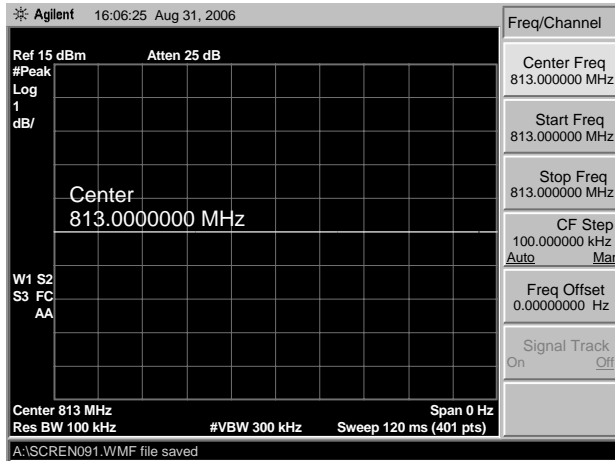 Agilent 16:06:25 Aug 31, 2006
Ref 15 dBm Atten 25 dB
#Peak
Log
1
dB/
Center
813.0000000 MHz
W1 S2
S3 FC
AA
Center 813 MHz Span 0 Hz
Res BW 100 kHz #VBW 300 kHz Sweep 120 ms (401 pts)
A:\SCREN091.WMF file saved
Freq/Channel
Center Freq
813.000000 MHz
Start Freq
813.000000 MHz
Stop Freq
813.000000 MHz
CF Step
100.000000 kHz
Auto Man
Freq Offset
0.00000000 Hz
Signal Track
On Off